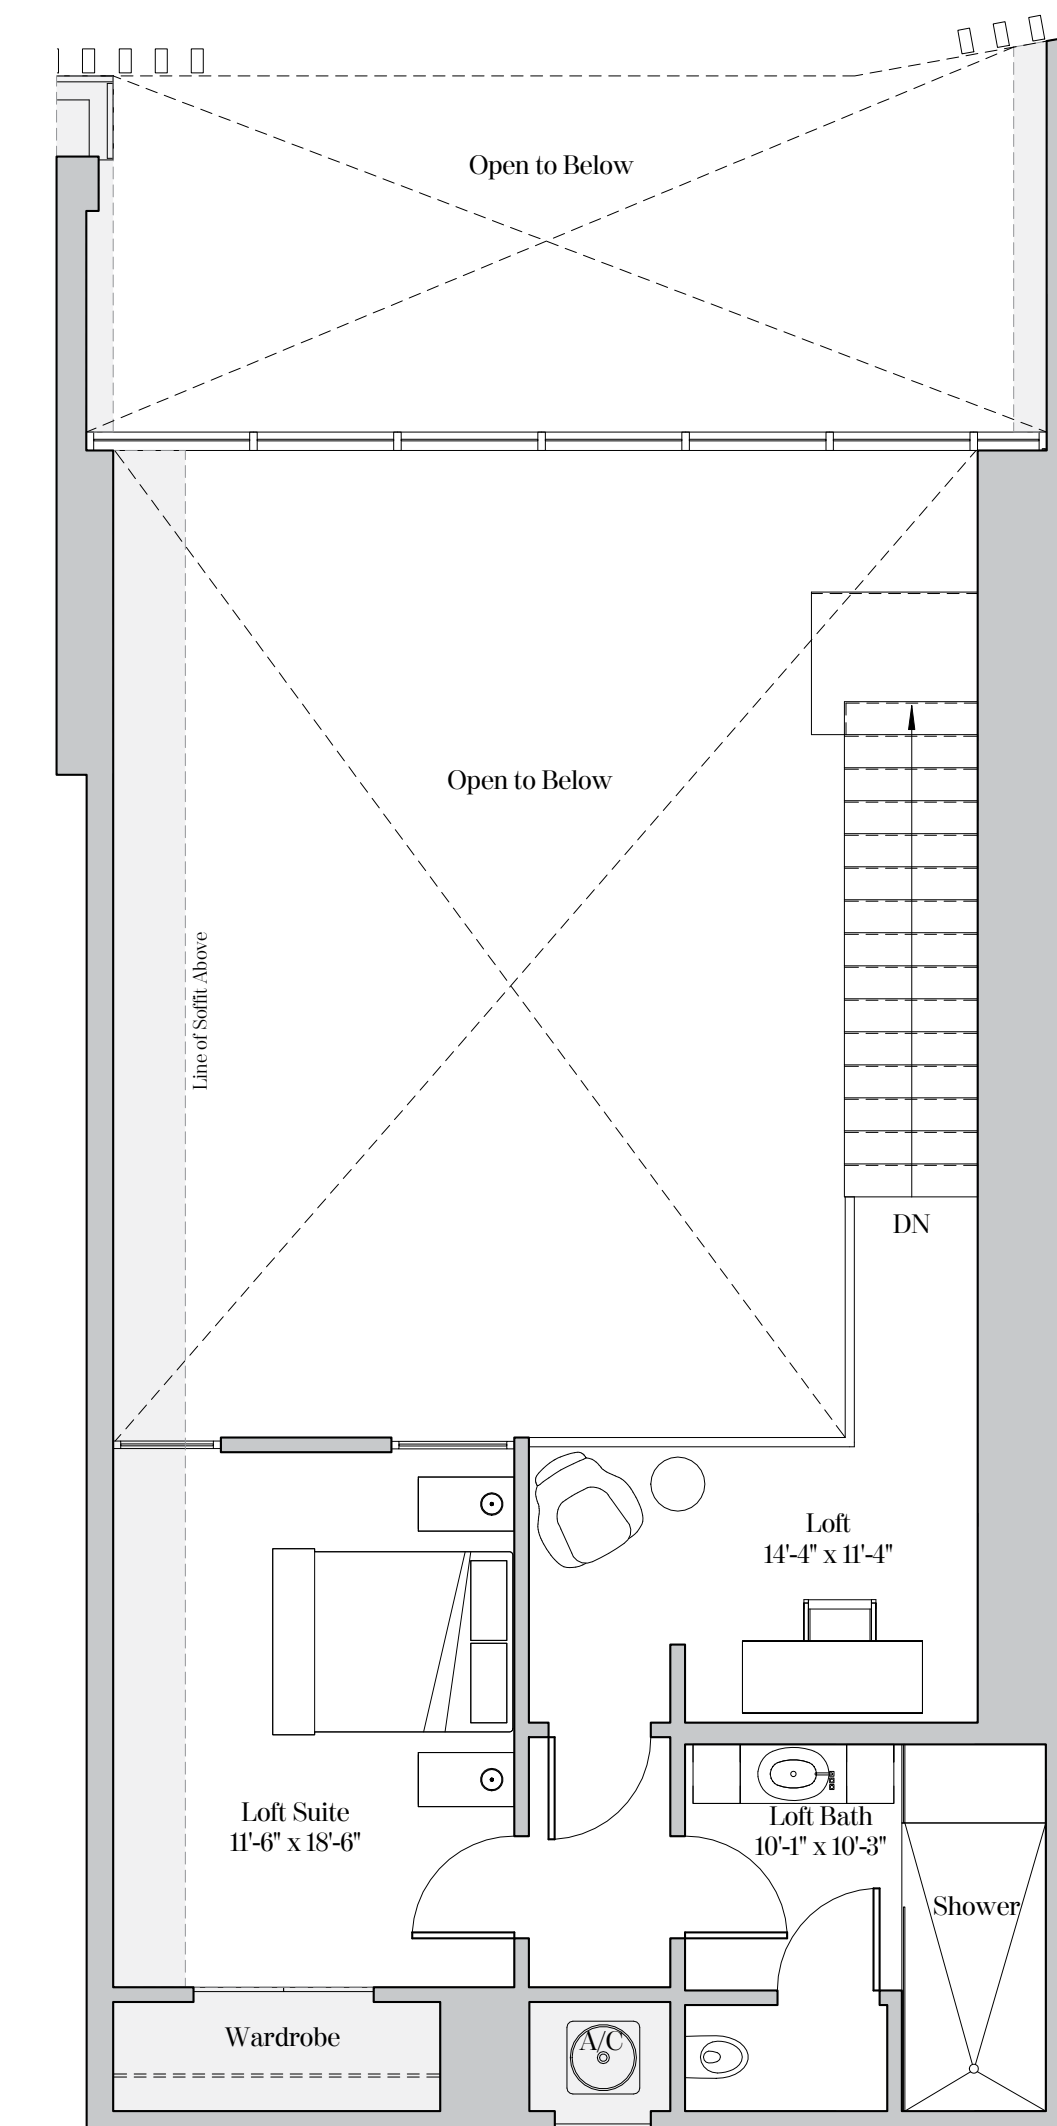 Open to Below
Open to Below
Line of Soffit Above
DN
Loft
14'-4" x 11'-4"
Loft Suite
11'-6" x 18'-6"
Loft Bath
10'-1" x 10'-3"
Shower
Wardrobe
A/C